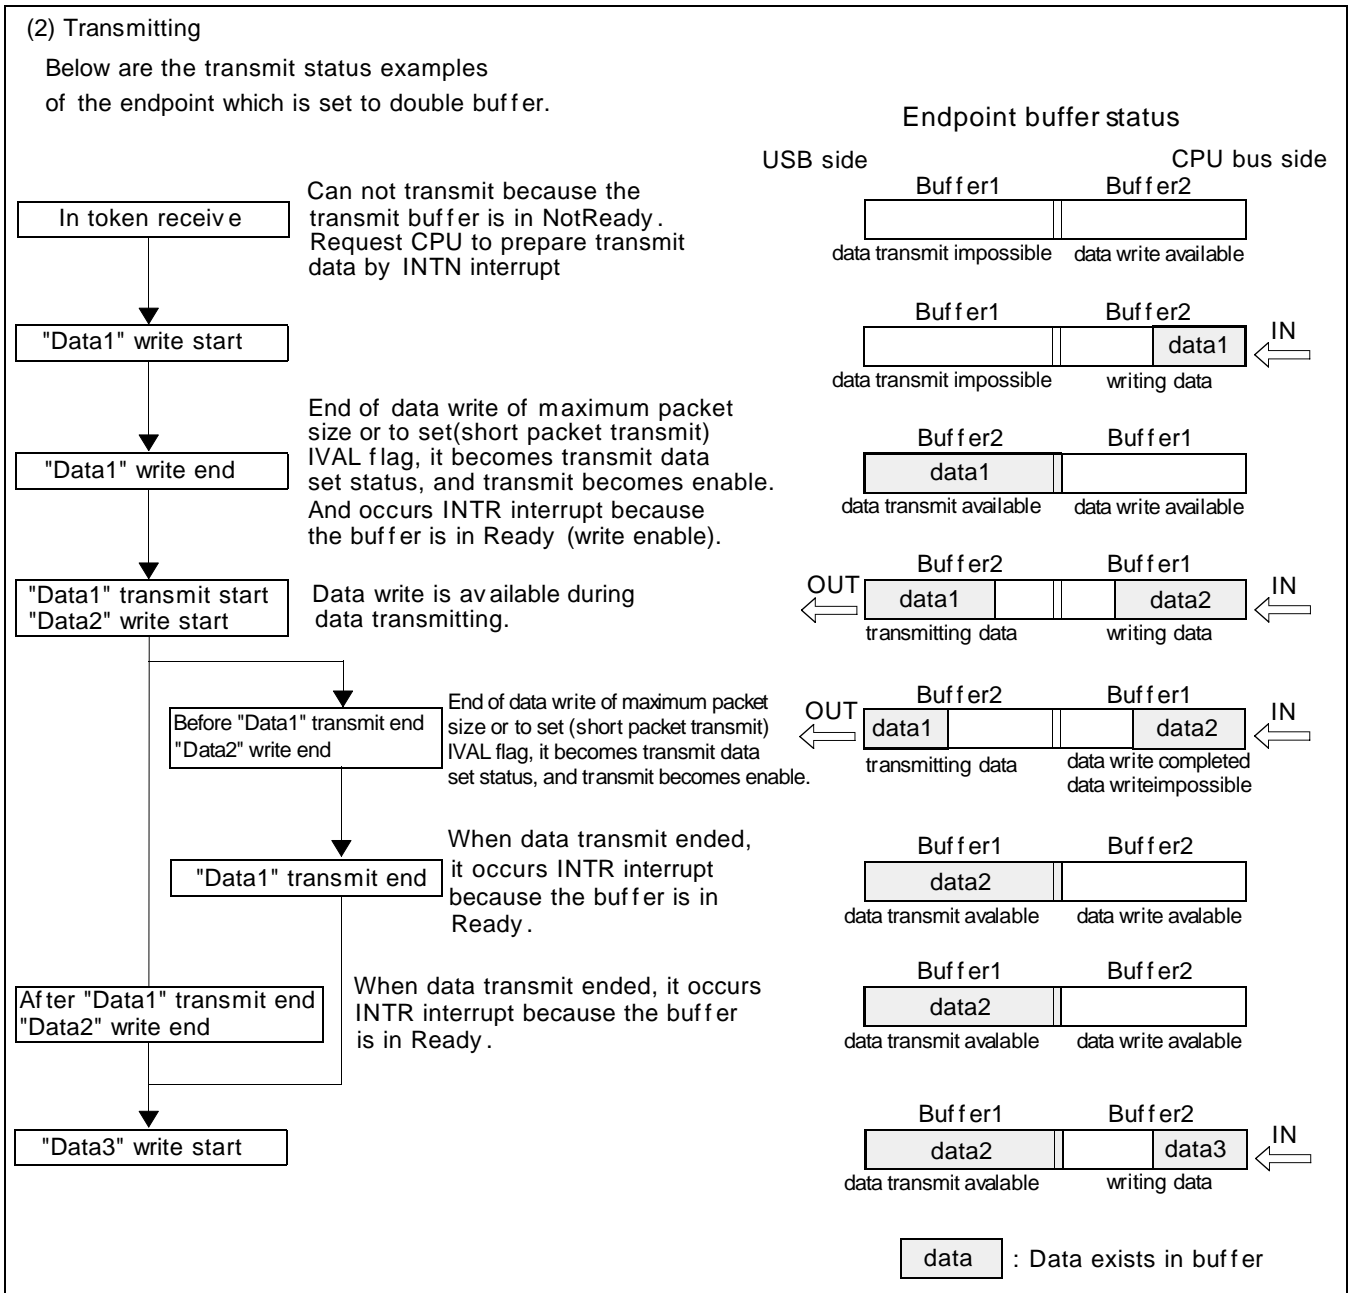 (2) Transmitting
Below are the transmit status examples
of the endpoint which is set to double buffer.
Endpoint buffer status
USB side
CPU bus side
In token receive
Can not transmit because the
transmit buffer is in NotReady.
Request CPU to prepare transmit
data by INTN interrupt
Buffer1 Buffer2
data transmit impossible data write available
"Data1" write start
Buffer1 Buffer2
data1
IN
data transmit impossible writing data
"Data1" write end
End of data write of maximum packet
size or to set(short packet transmit)
IVAL flag, it becomes transmit data
set status, and transmit becomes enable.
And occurs INTR interrupt because
the buffer is in Ready (write enable).
Buffer2 Buffer1
data1
data transmit available data write available
"Data1" transmit start
"Data2" write start
Data write is available during
data transmitting.
Buffer2 Buffer1
OUT data1 data2 IN
transmitting data writing data
Before "Data1" transmit end
"Data2" write end
End of data write of maximum packet
size or to set (short packet transmit)
IVAL flag, it becomes transmit data
set status, and transmit becomes enable.
Buffer2 Buffer1
OUT data1 data2 IN
transmitting data
data write completed
data writeimpossible
"Data1" transmit end
When data transmit ended,
it occurs INTR interrupt
because the buffer is in
Ready.
Buffer1 Buffer2
data2
data transmit avalable data write avalable
After "Data1" transmit end
"Data2" write end
When data transmit ended, it occurs
INTR interrupt because the buffer
is in Ready.
Buffer1 Buffer2
data2
data transmit avalable data write avalable
"Data3" write start
Buffer1 Buffer2
data2 data3 IN
data transmit avalable writing data
data : Data exists in buffer